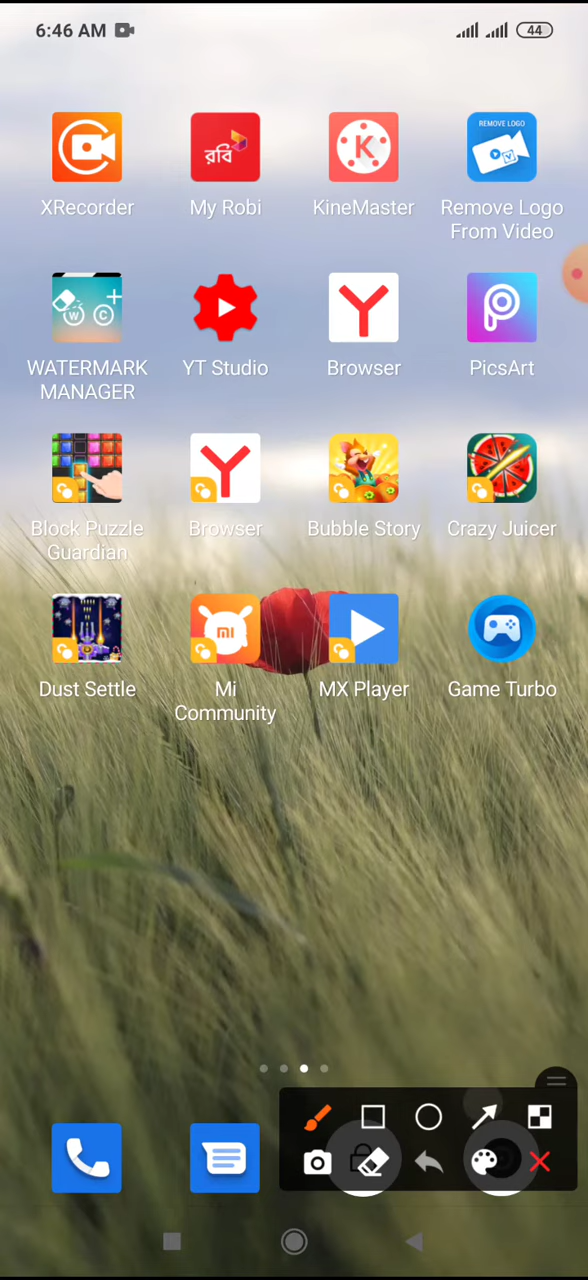 6:46 AM
44
REMOVE LOGO
রবি
K
XRecorder
My Robi
KineMaster
Remove Logo
From Video
W
C
WATERMARK
MANAGER
YT Studio
Browser
PicsArt
Block Puzzle
Guardian
Browser
Bubble Story
Crazy Juicer
mi
Dust Settle
Mi
Community
MX Player
Game Turbo